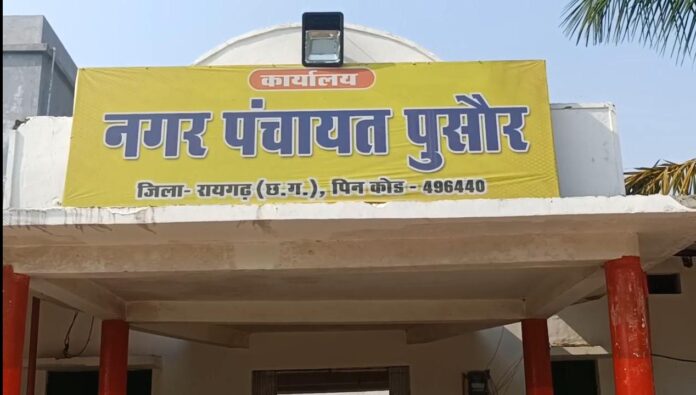 कार्यालय
नगर पंचायत पुसौर
जिला- रायगढ़ (छ.ग.), पिन कोड - 496440